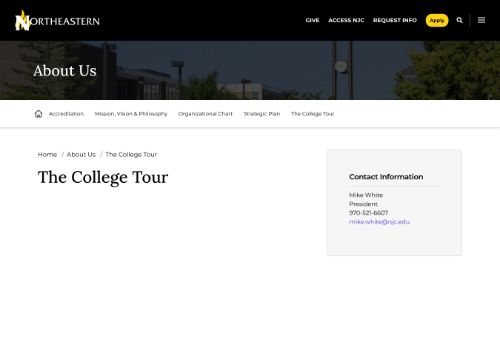 NORTHEASTERN
GIVE ACCESS NJC REQUEST INFO Apply
About Us
Accreditation Mission, Vision & Philosophy Organizational Chart Strategic Plan The College Tour
Home / About Us / The College Tour
The College Tour
Contact Information
Mike White
President
970-521-6607
mike.white@njc.edu